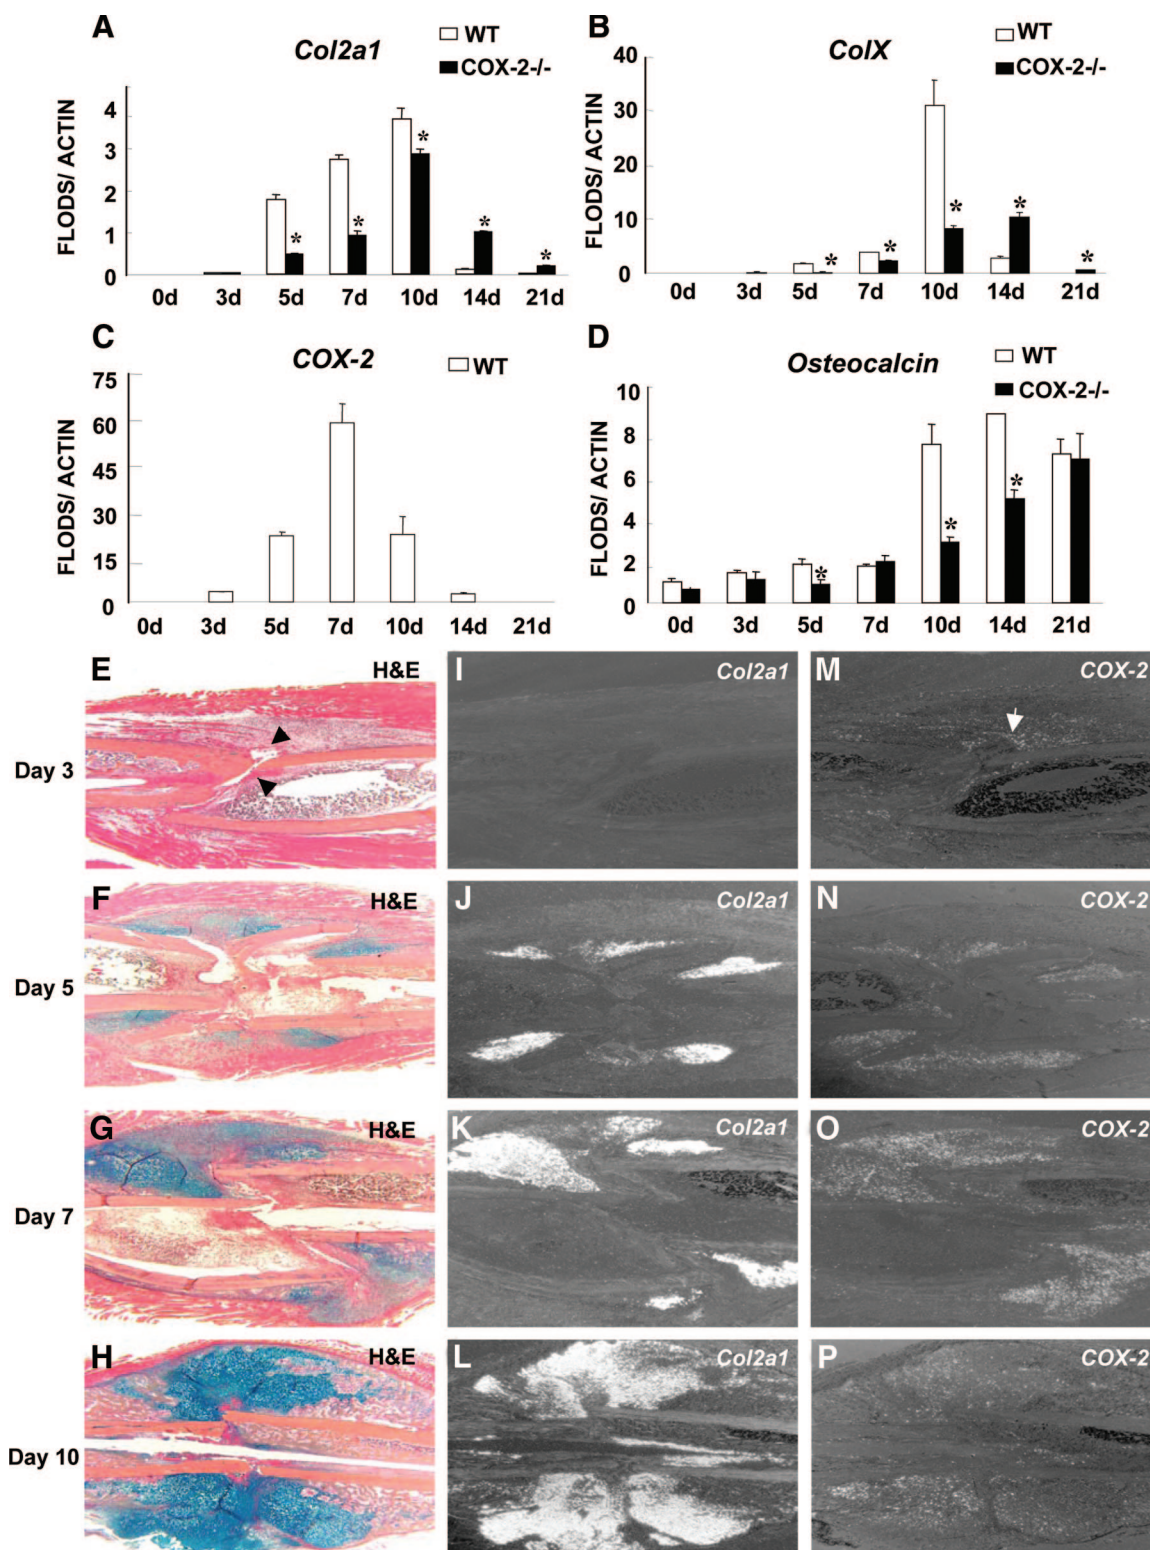 A
Col2a1
WT
COX-2-/-
FLODS/ ACTIN
4
3
2
1
0
0d 3d 5d 7d 10d 14d 21d
* * * * *
B
ColX
WT
COX-2-/-
FLODS/ ACTIN
40
30
20
10
0
0d 3d 5d 7d 10d 14d 21d
* * * * *
C
COX-2
WT
FLODS/ ACTIN
75
60
45
30
15
0
0d 3d 5d 7d 10d 14d 21d
D
Osteocalcin
WT
COX-2-/-
FLODS/ ACTIN
10
8
6
4
2
0
0d 3d 5d 7d 10d 14d 21d
* * *
Day 3
E H&E
I Col2a1
M COX-2
Day 5
F H&E
J Col2a1
N COX-2
Day 7
G H&E
K Col2a1
O COX-2
Day 10
H H&E
L Col2a1
P COX-2